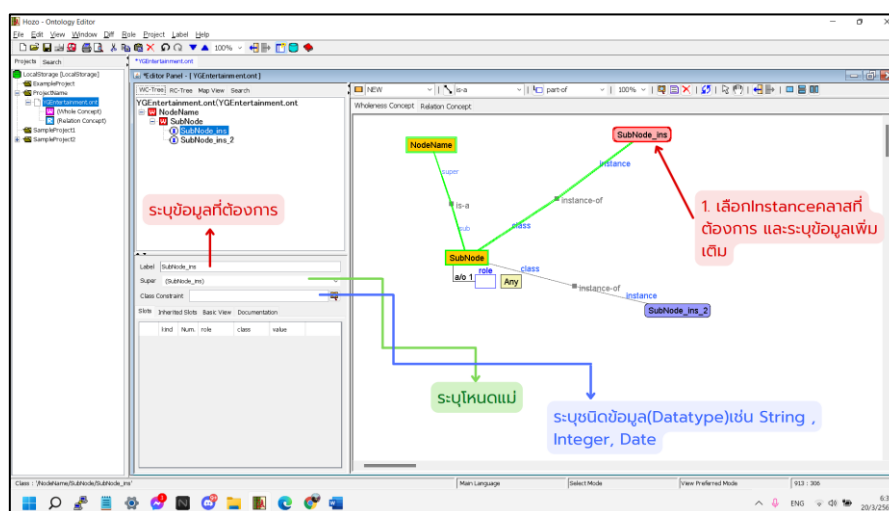 Hozo - Ontology Editor
File Edit View Window Diff Role Project Label Help
100%
Projects Search
*YGEntertainment.ont
LocalStorage [LocalStorage]
ExampleProject
ProjectName
YGEntertainment.ont
(Whole Concept)
(Relation Concept)
SampleProject1
SampleProject2
*Editor Panel - [ YGEntertainment.ont ]
WC-Tree RC-Tree Map View Search
YGEntertainment.ont(YGEntertainment.ont
NodeName
SubNode
SubNode_ins
SubNode_ins_2
ระบุข้อมูลที่ต้องการ
Label SubNode_ins
Super (SubNode_ins)
Class Constraint
Slots Inherited Slots Basic View Documentation
kind Num. role class value
NEW is-a part-of 100%
Wholeness Concept Relation Concept
NodeName
super
is-a
sub
SubNode
a/o 1 role Any
class
instance-of
instance
SubNode_ins
class
instance-of
instance
SubNode_ins_2
1. เลือกInstanceคลาสที่
ต้องการ และระบุข้อมูลเพิ่ม
เติม
ระบุโหนดแม่
ระบุชนิดข้อมูล(Datatype)เช่น String ,
Integer, Date
Class : '/NodeName/SubNode/SubNode_ins'
Main Language
SelectMode
View Preferred Mode
913 : 306
ENG